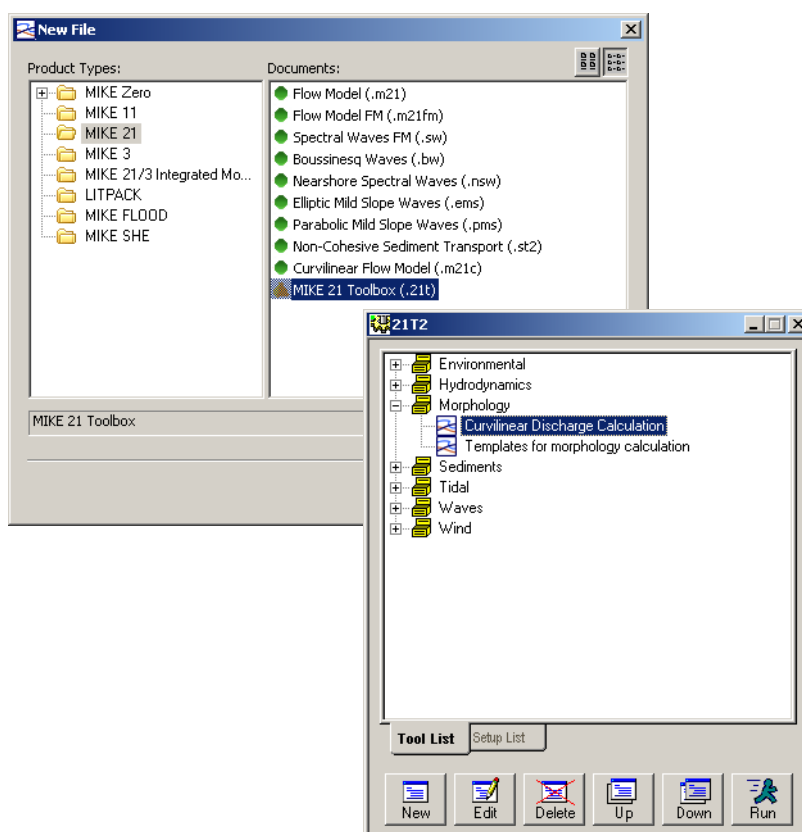 New File
Product Types:
Documents:
MIKE Zero
MIKE 11
MIKE 21
MIKE 3
MIKE 21/3 Integrated Mo...
LITPACK
MIKE FLOOD
MIKE SHE
Flow Model (.m21)
Flow Model FM (.m21fm)
Spectral Waves FM (.sw)
Boussinesq Waves (.bw)
Nearshore Spectral Waves (.nsw)
Elliptic Mild Slope Waves (.ems)
Parabolic Mild Slope Waves (.pms)
Non-Cohesive Sediment Transport (.st2)
Curvilinear Flow Model (.m21c)
MIKE 21 Toolbox (.21t)
MIKE 21 Toolbox
21T2
Environmental
Hydrodynamics
Morphology
Curvilinear Discharge Calculation
Templates for morphology calculation
Sediments
Tidal
Waves
Wind
Tool List
Setup List
New
Edit
Delete
Up
Down
Run